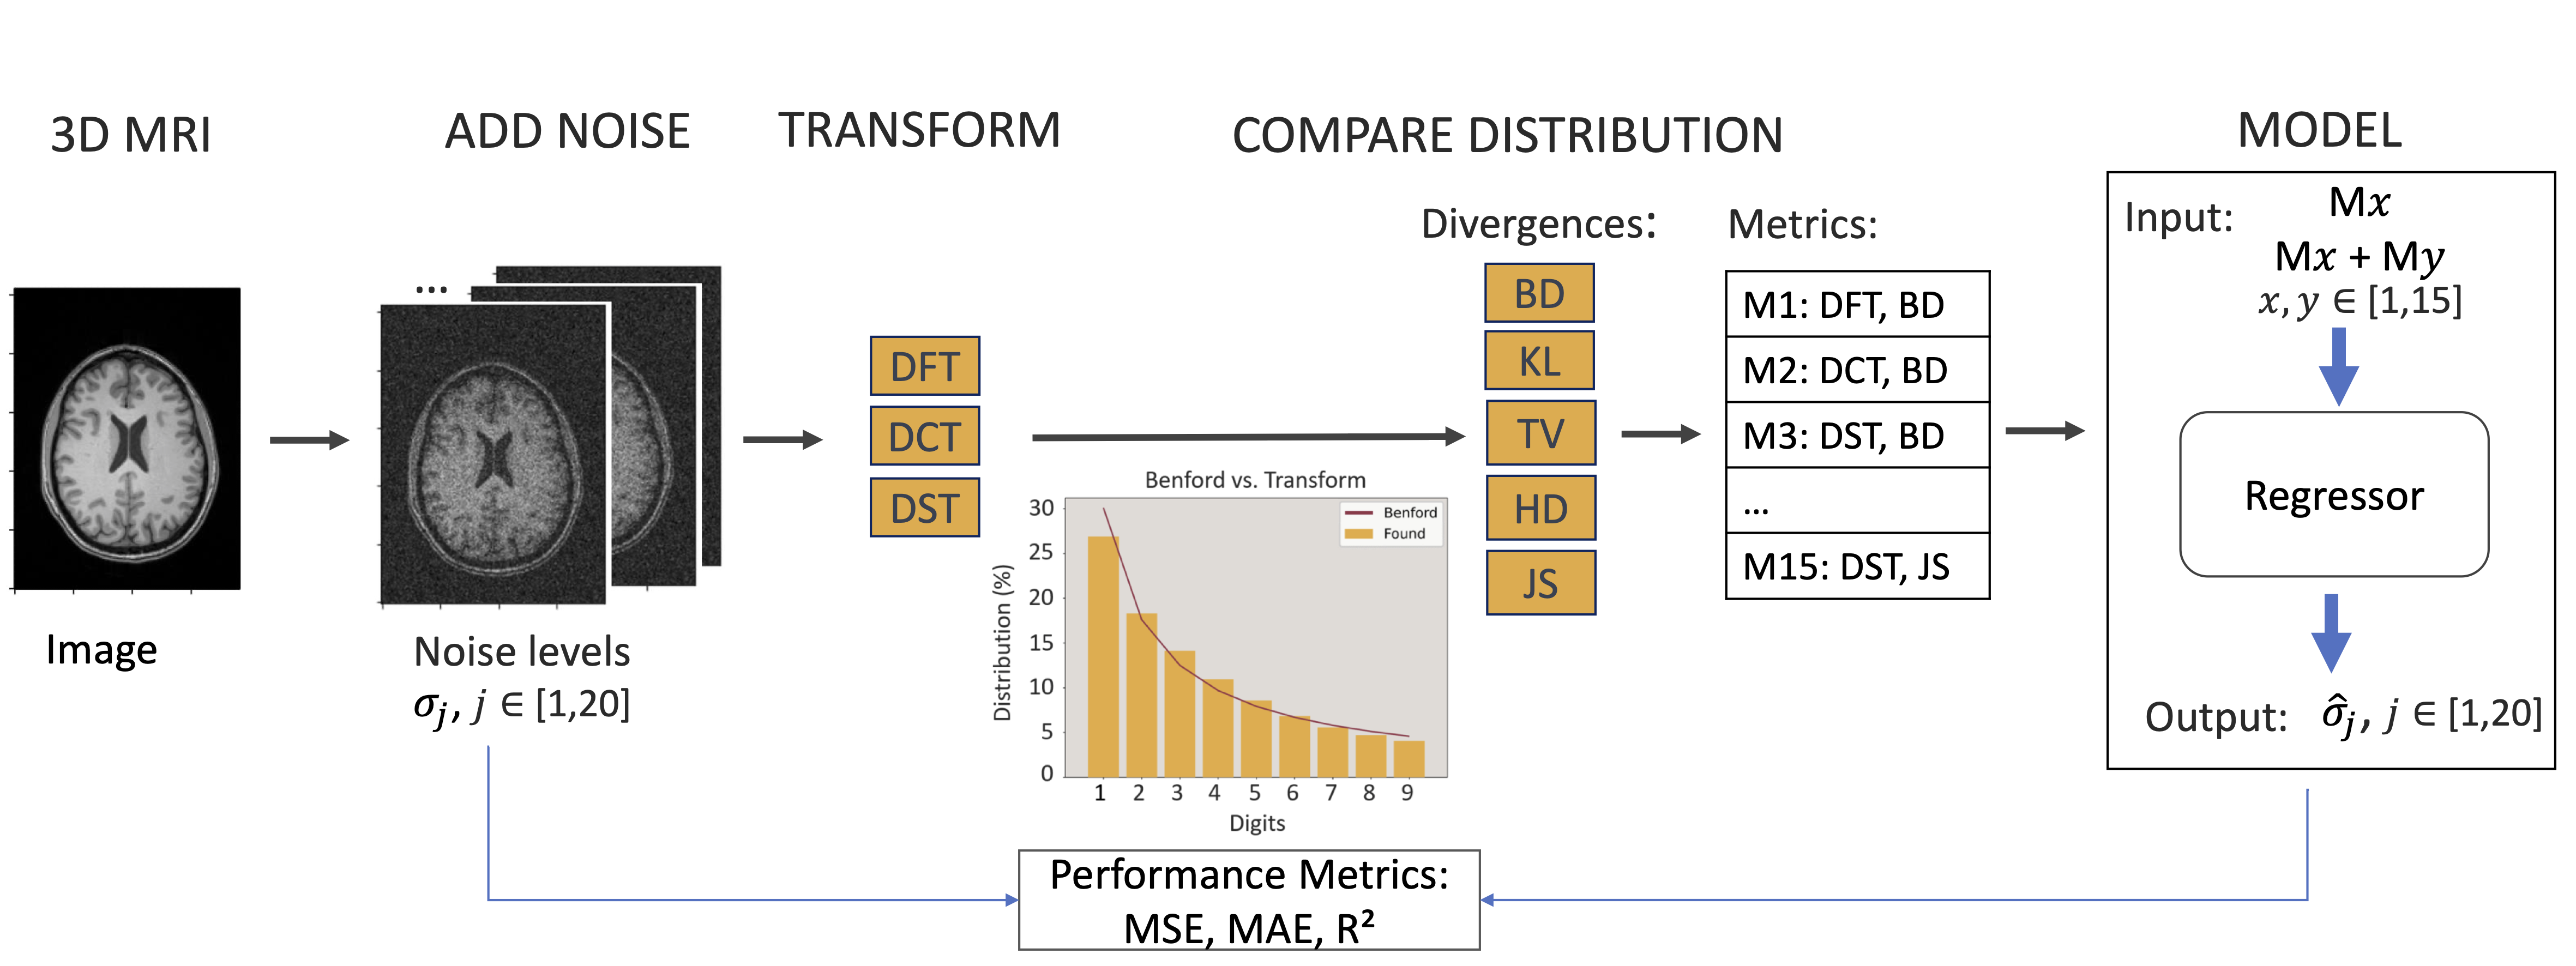 3D MRI
ADD NOISE
TRANSFORM
COMPARE DISTRIBUTION
MODEL
Image
...
Noise levels
σj, j ∈ [1,20]
DFT
DCT
DST
Benford vs. Transform
Benford
Found
Distribution (%)
30
25
20
15
10
5
0
1 2 3 4 5 6 7 8 9
Digits
Divergences:
BD
KL
TV
HD
JS
Metrics:
M1: DFT, BD
M2: DCT, BD
M3: DST, BD
...
M15: DST, JS
Input: Mx
Mx + My
x, y ∈ [1,15]
Regressor
Output: σ̂j, j ∈ [1,20]
Performance Metrics:
MSE, MAE, R²